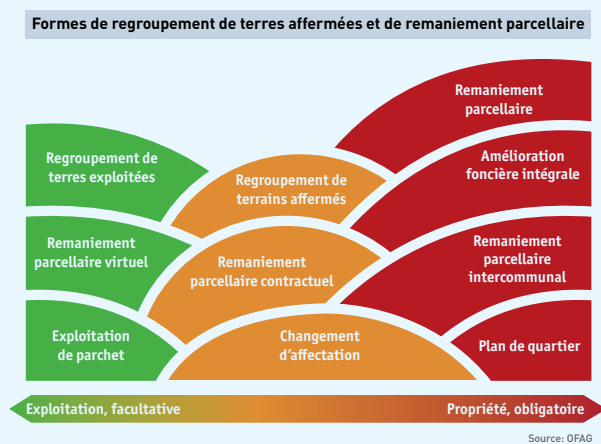 Formes de regroupement de terres affermées et de remaniement parcellaire
Remaniement
parcellaire
Regroupement de
terres exploitées
Regroupement de
terrains affermés
Amélioration
foncière intégrale
Remaniement
parcellaire virtuel
Remaniement
parcellaire contractuel
Remaniement
parcellaire
intercommunal
Exploitation
de parchet
Changement
d'affectation
Plan de quartier
Exploitation, facultative
Propriété, obligatoire
Source: OFAG